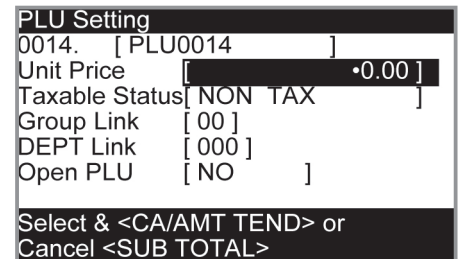 PLU Setting
0014. [ PLU0014 ]
Unit Price [ •0.00 ]
Taxable Status[ NON TAX ]
Group Link [ 00 ]
DEPT Link [ 000 ]
Open PLU [ NO ]
Select & <CA/AMT TEND> or
Cancel <SUB TOTAL>